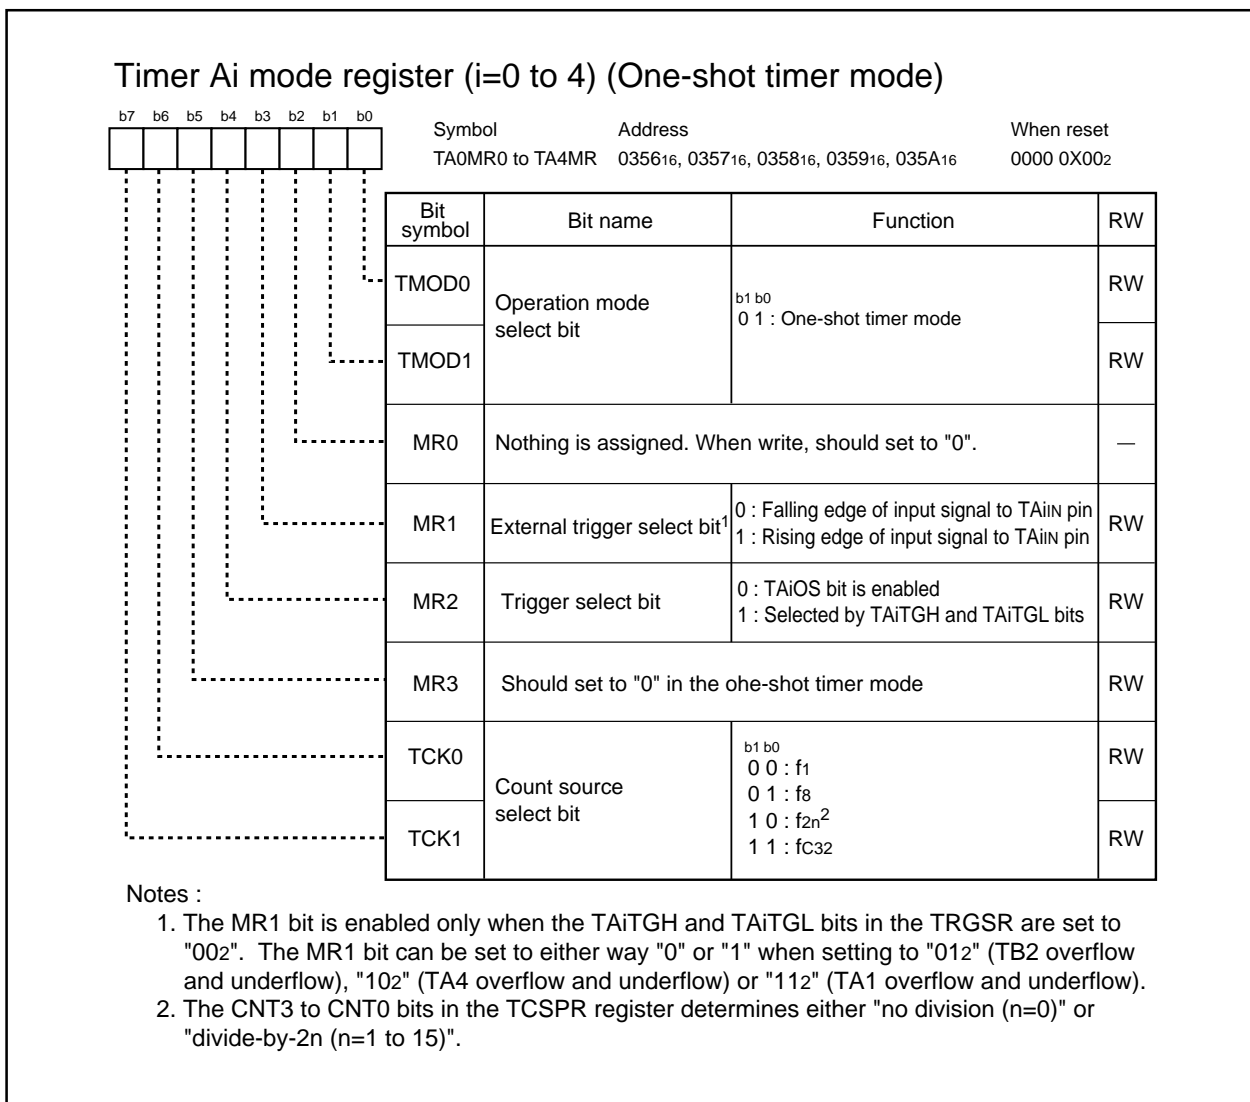 Timer Ai mode register (i=0 to 4) (One-shot timer mode)
b7 b6 b5 b4 b3 b2 b1 b0
Symbol Address When reset
TA0MR0 to TA4MR 035616, 035716, 035816, 035916, 035A16 0000 0X002
Bit symbol Bit name Function RW
TMOD0 RW
Operation mode
select bit
b1 b0
0 1 : One-shot timer mode
TMOD1 RW
MR0 Nothing is assigned. When write, should set to "0". —
MR1 External trigger select bit1 RW
0 : Falling edge of input signal to TAiIN pin
1 : Rising edge of input signal to TAiIN pin
MR2 Trigger select bit RW
0 : TAiOS bit is enabled
1 : Selected by TAiTGH and TAiTGL bits
MR3 Should set to "0" in the ohe-shot timer mode RW
TCK0 RW
Count source
select bit
b1 b0
0 0 : f1
0 1 : f8
1 0 : f2n2
1 1 : fC32
TCK1 RW
Notes :
1. The MR1 bit is enabled only when the TAiTGH and TAiTGL bits in the TRGSR are set to
"002". The MR1 bit can be set to either way "0" or "1" when setting to "012" (TB2 overflow
and underflow), "102" (TA4 overflow and underflow) or "112" (TA1 overflow and underflow).
2. The CNT3 to CNT0 bits in the TCSPR register determines either "no division (n=0)" or
"divide-by-2n (n=1 to 15)".